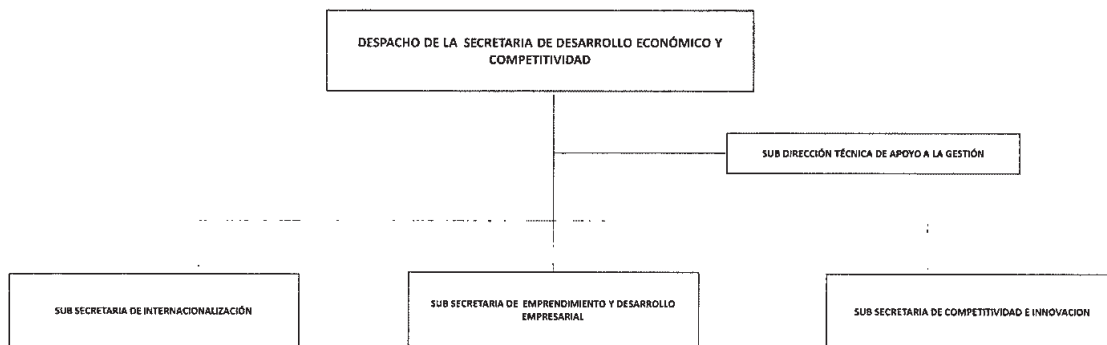 DESPACHO DE LA SECRETARIA DE DESARROLLO ECONÓMICO Y
COMPETITIVIDAD
SUB DIRECCIÓN TÉCNICA DE APOYO A LA GESTIÓN
SUB SECRETARIA DE INTERNACIONALIZACIÓN
SUB SECRETARIA DE EMPRENDIMIENTO Y DESARROLLO
EMPRESARIAL
SUB SECRETARIA DE COMPETITIVIDAD E INNOVACION